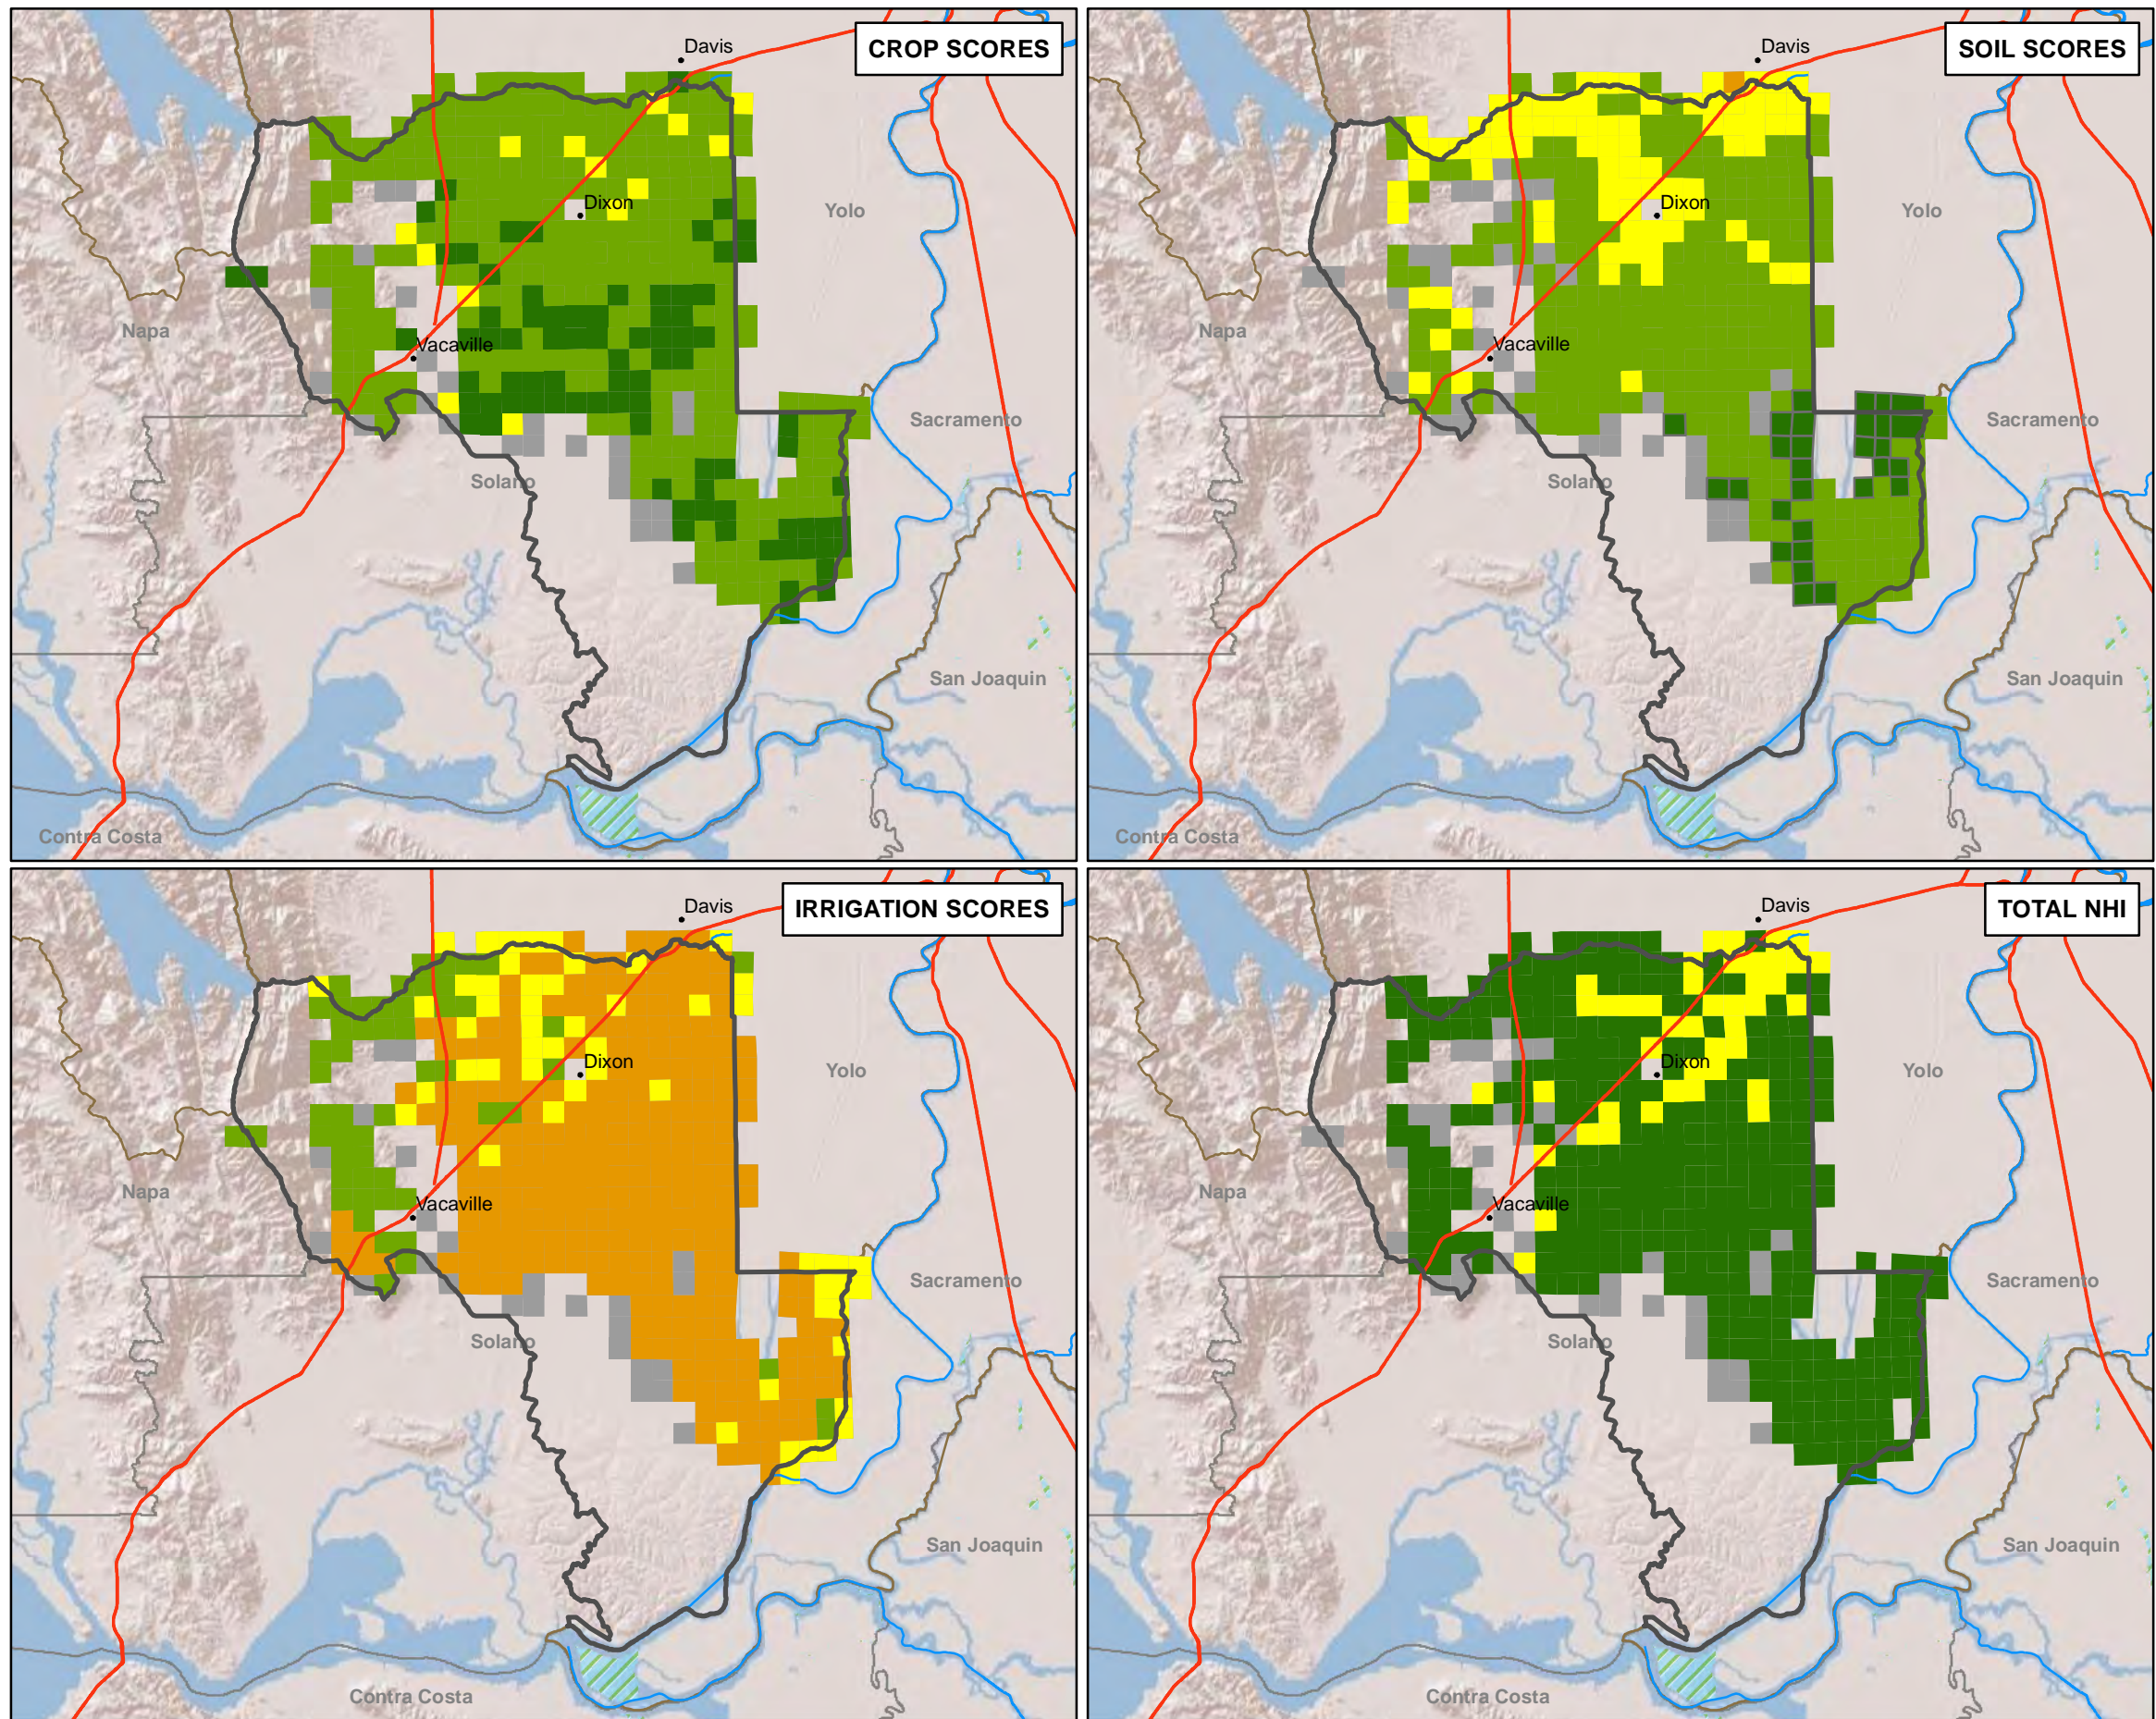 CROP SCORES
Davis
Dixon
Yolo
Napa
Vacaville
Sacramento
Solano
San Joaquin
Contra Costa
SOIL SCORES
Davis
Dixon
Yolo
Napa
Vacaville
Sacramento
Solano
San Joaquin
Contra Costa
IRRIGATION SCORES
Davis
Dixon
Yolo
Napa
Vacaville
Sacramento
Solano
San Joaquin
Contra Costa
TOTAL NHI
Davis
Dixon
Yolo
Napa
Vacaville
Sacramento
Solano
San Joaquin
Contra Costa